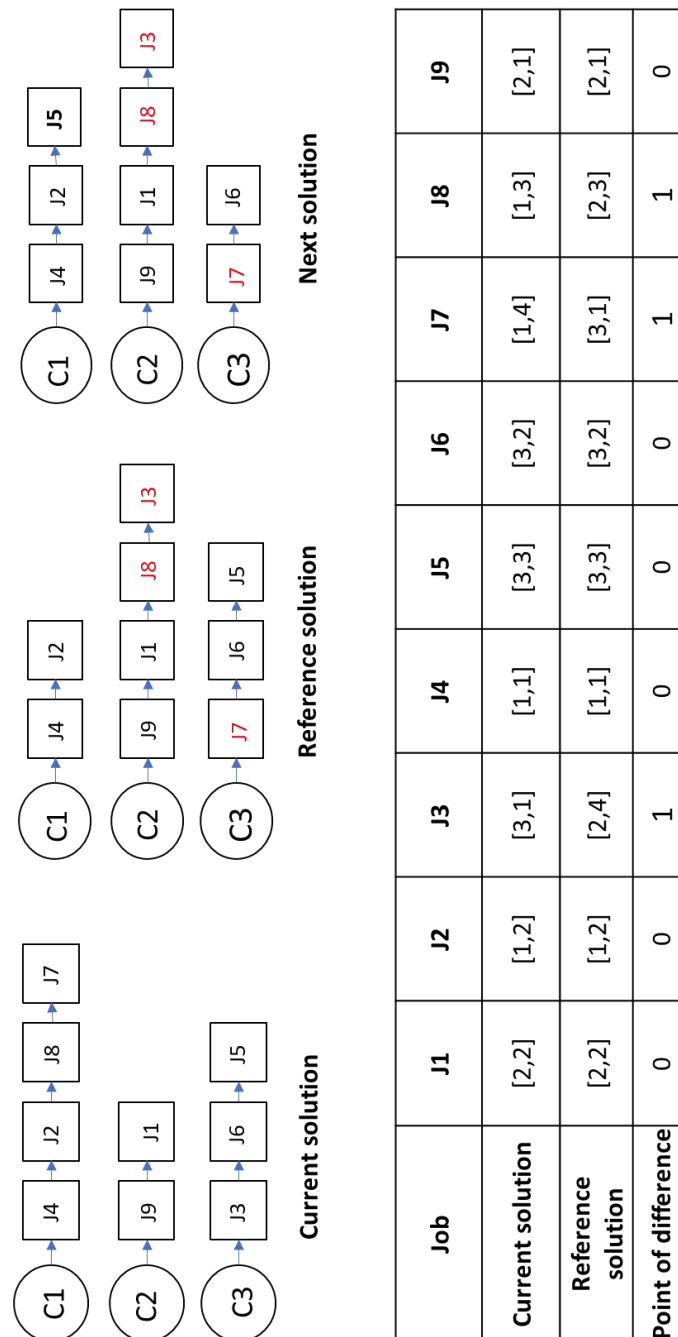 C1 J4 J2 J8 J7
C2 J9 J1
C3 J3 J6 J5
Current solution
C1 J4 J2
C2 J9 J1 J8 J3
C3 J7 J6 J5
Reference solution
C1 J4 J2 J5
C2 J9 J1 J8 J3
C3 J7 J6
Next solution
Job J1 J2 J3 J4 J5 J6 J7 J8 J9
Current solution [2,2] [1,2] [3,1] [1,1] [3,3] [3,2] [1,4] [1,3] [2,1]
Reference
solution [2,2] [1,2] [2,4] [1,1] [3,3] [3,2] [3,1] [2,3] [2,1]
Point of difference 0 0 1 0 0 0 1 1 0